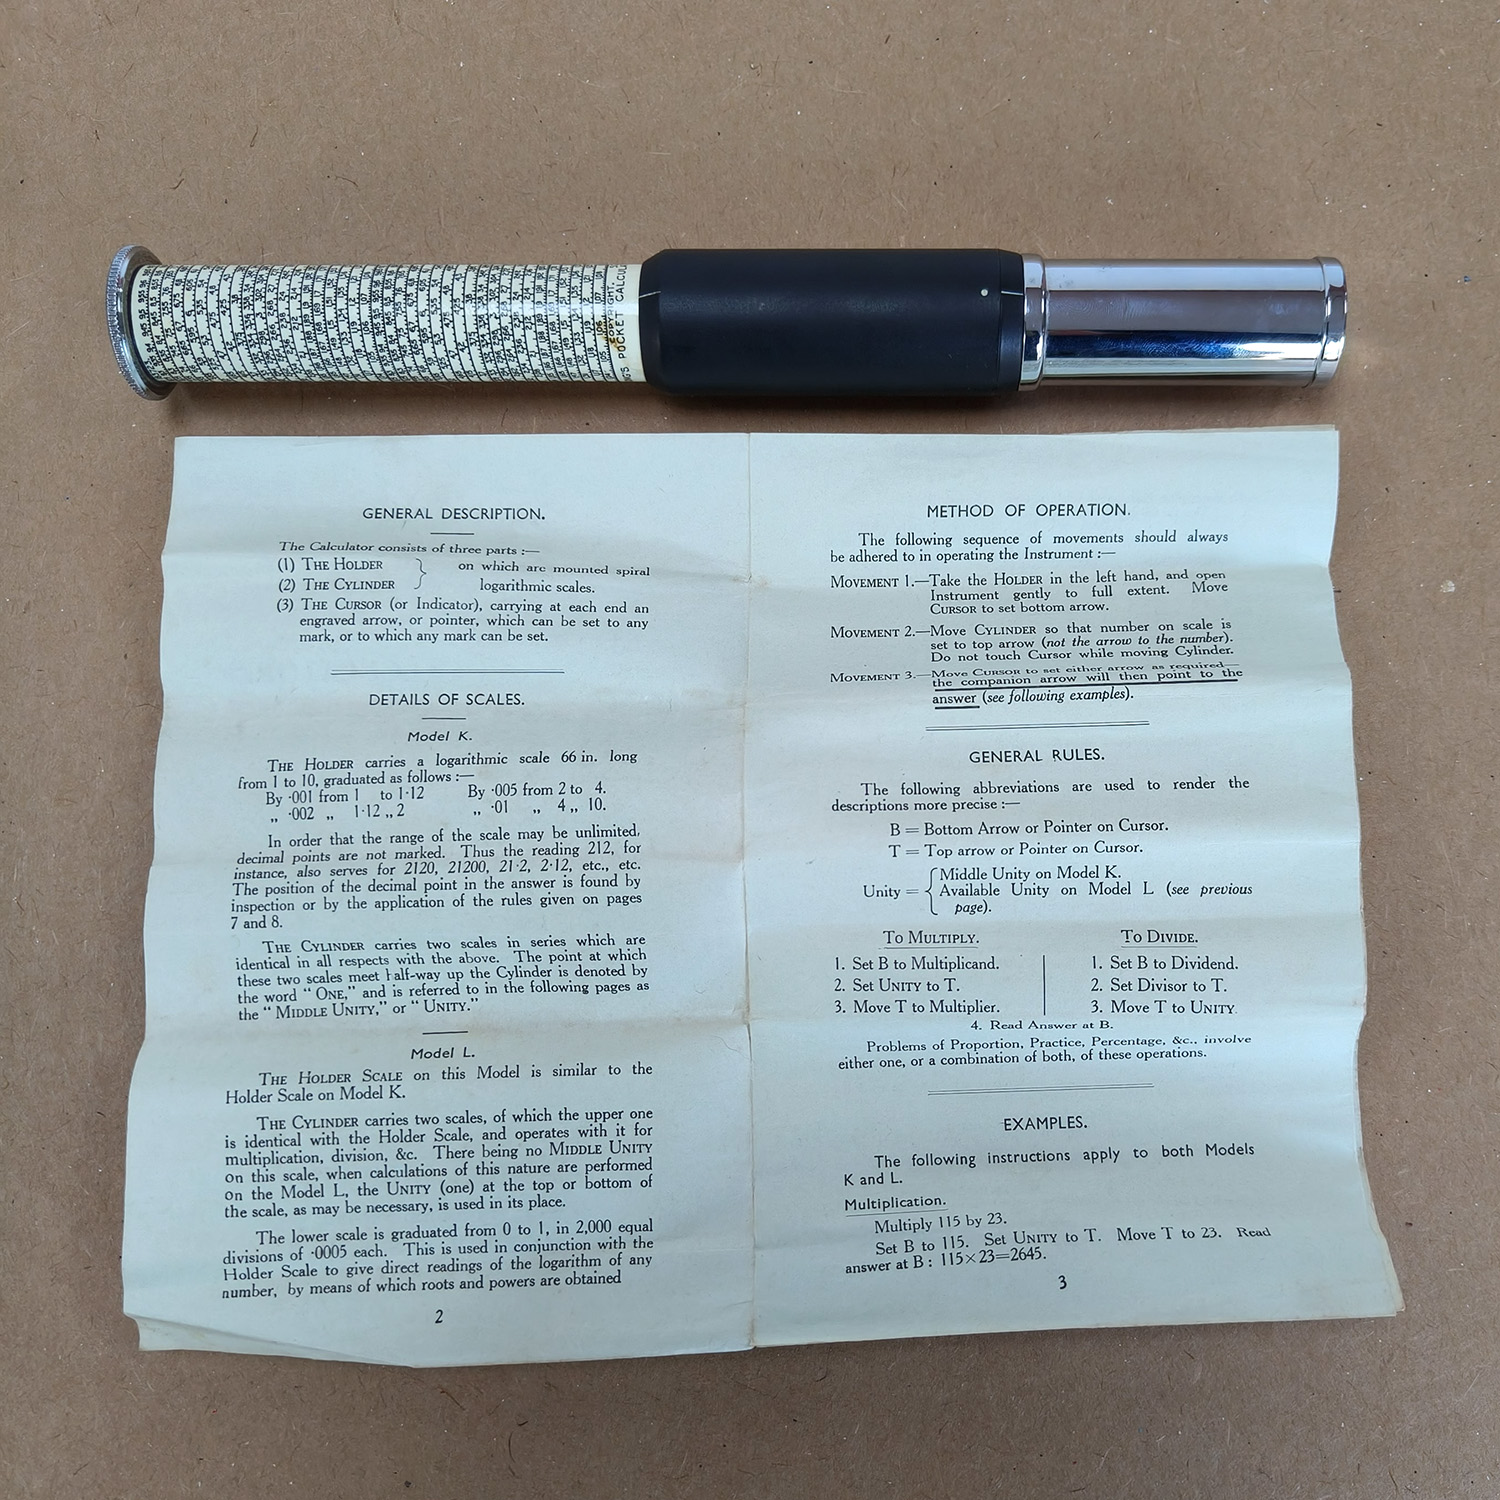 COPYRIGHT.
POCKET CALCUL
GENERAL DESCRIPTION.
The Calculator consists of three parts :—
(1) THE HOLDER } on which are mounted spiral
(2) THE CYLINDER } logarithmic scales.
(3) THE CURSOR (or Indicator), carrying at each end an
engraved arrow, or pointer, which can be set to any
mark, or to which any mark can be set.
DETAILS OF SCALES.
Model K.
THE HOLDER carries a logarithmic scale 66 in. long
from 1 to 10, graduated as follows :—
By ·001 from 1 to 1·12 By ·005 from 2 to 4.
„ ·002 „ 1·12 „ 2 „ ·01 „ 4 „ 10.
In order that the range of the scale may be unlimited,
decimal points are not marked. Thus the reading 212, for
instance, also serves for 2120, 21200, 21·2, 2·12, etc., etc.
The position of the decimal point in the answer is found by
inspection or by the application of the rules given on pages
7 and 8.
THE CYLINDER carries two scales in series which are
identical in all respects with the above. The point at which
these two scales meet half-way up the Cylinder is denoted by
the word “ ONE,” and is referred to in the following pages as
the “ MIDDLE UNITY,” or “ UNITY.”
Model L.
THE HOLDER SCALE on this Model is similar to the
Holder Scale on Model K.
THE CYLINDER carries two scales, of which the upper one
is identical with the Holder Scale, and operates with it for
multiplication, division, &c. There being no MIDDLE UNITY
on this scale, when calculations of this nature are performed
on the Model L, the UNITY (one) at the top or bottom of
the scale, as may be necessary, is used in its place.
The lower scale is graduated from 0 to 1, in 2,000 equal
divisions of ·0005 each. This is used in conjunction with the
Holder Scale to give direct readings of the logarithm of any
number, by means of which roots and powers are obtained
2
METHOD OF OPERATION.
The following sequence of movements should always
be adhered to in operating the Instrument :—
MOVEMENT 1.—Take the HOLDER in the left hand, and open
Instrument gently to full extent. Move
CURSOR to set bottom arrow.
MOVEMENT 2.—Move CYLINDER so that number on scale is
set to top arrow (not the arrow to the number).
Do not touch Cursor while moving Cylinder.
MOVEMENT 3.—Move CURSOR to set either arrow as required—
the companion arrow will then point to the
answer (see following examples).
GENERAL RULES.
The following abbreviations are used to render the
descriptions more precise :—
B = Bottom Arrow or Pointer on Cursor.
T = Top arrow or Pointer on Cursor.
Unity = { Middle Unity on Model K.
Available Unity on Model L (see previous
page).
TO MULTIPLY. TO DIVIDE.
1. Set B to Multiplicand. 1. Set B to Dividend.
2. Set UNITY to T. 2. Set Divisor to T.
3. Move T to Multiplier. 3. Move T to UNITY
4. Read Answer at B.
Problems of Proportion, Practice, Percentage, &c., involve
either one, or a combination of both, of these operations.
EXAMPLES.
The following instructions apply to both Models
K and L.
Multiplication.
Multiply 115 by 23.
Set B to 115. Set UNITY to T. Move T to 23. Read
answer at B : 115×23=2645.
3